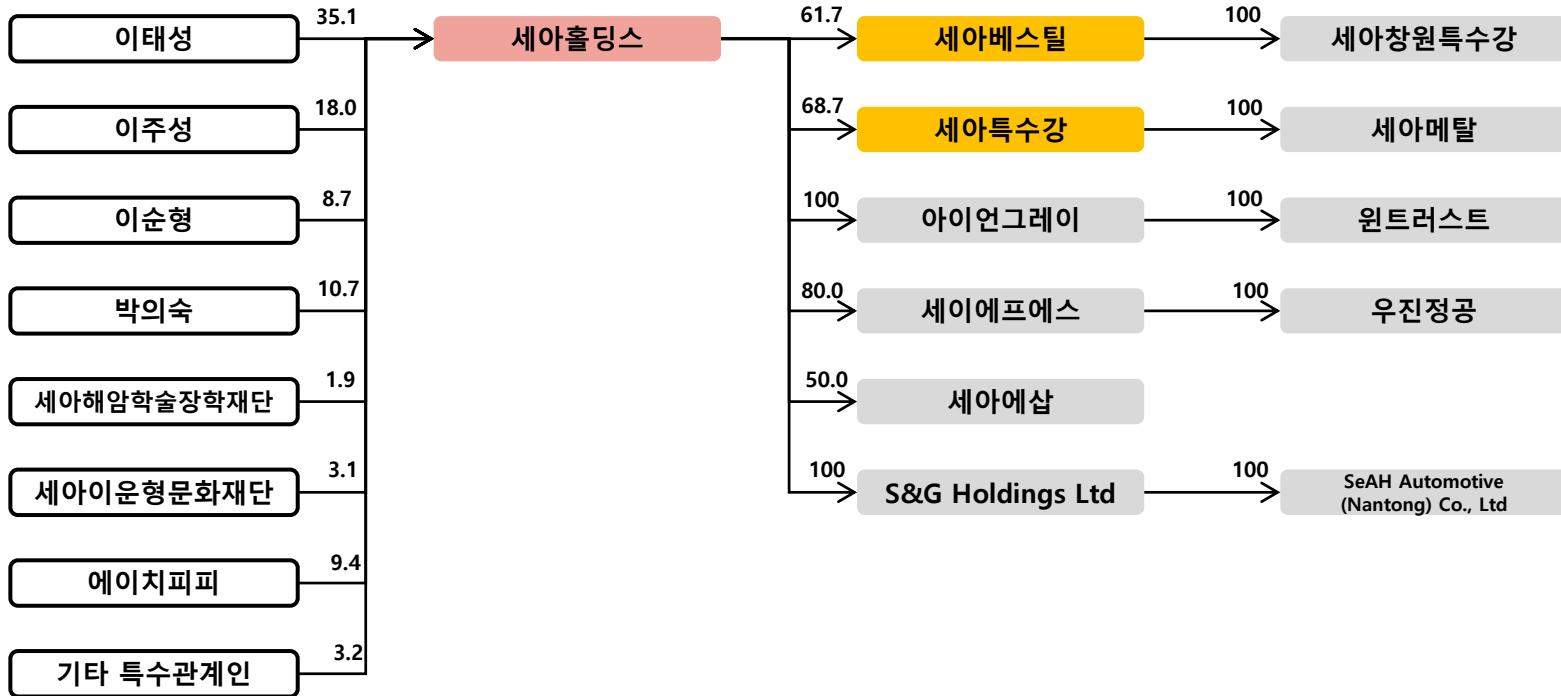 이태성
35.1
세아홀딩스
61.7
세아베스틸
100
세아창원특수강
이주성
18.0
68.7
세아특수강
100
세아메탈
이순형
8.7
100
아이언그레이
100
윈트러스트
박의숙
10.7
80.0
세이에프에스
100
우진정공
세아해암학술장학재단
1.9
50.0
세아에삽
세아이운형문화재단
3.1
100
S&G Holdings Ltd
100
SeAH Automotive
(Nantong) Co., Ltd
에이치피피
9.4
기타 특수관계인
3.2